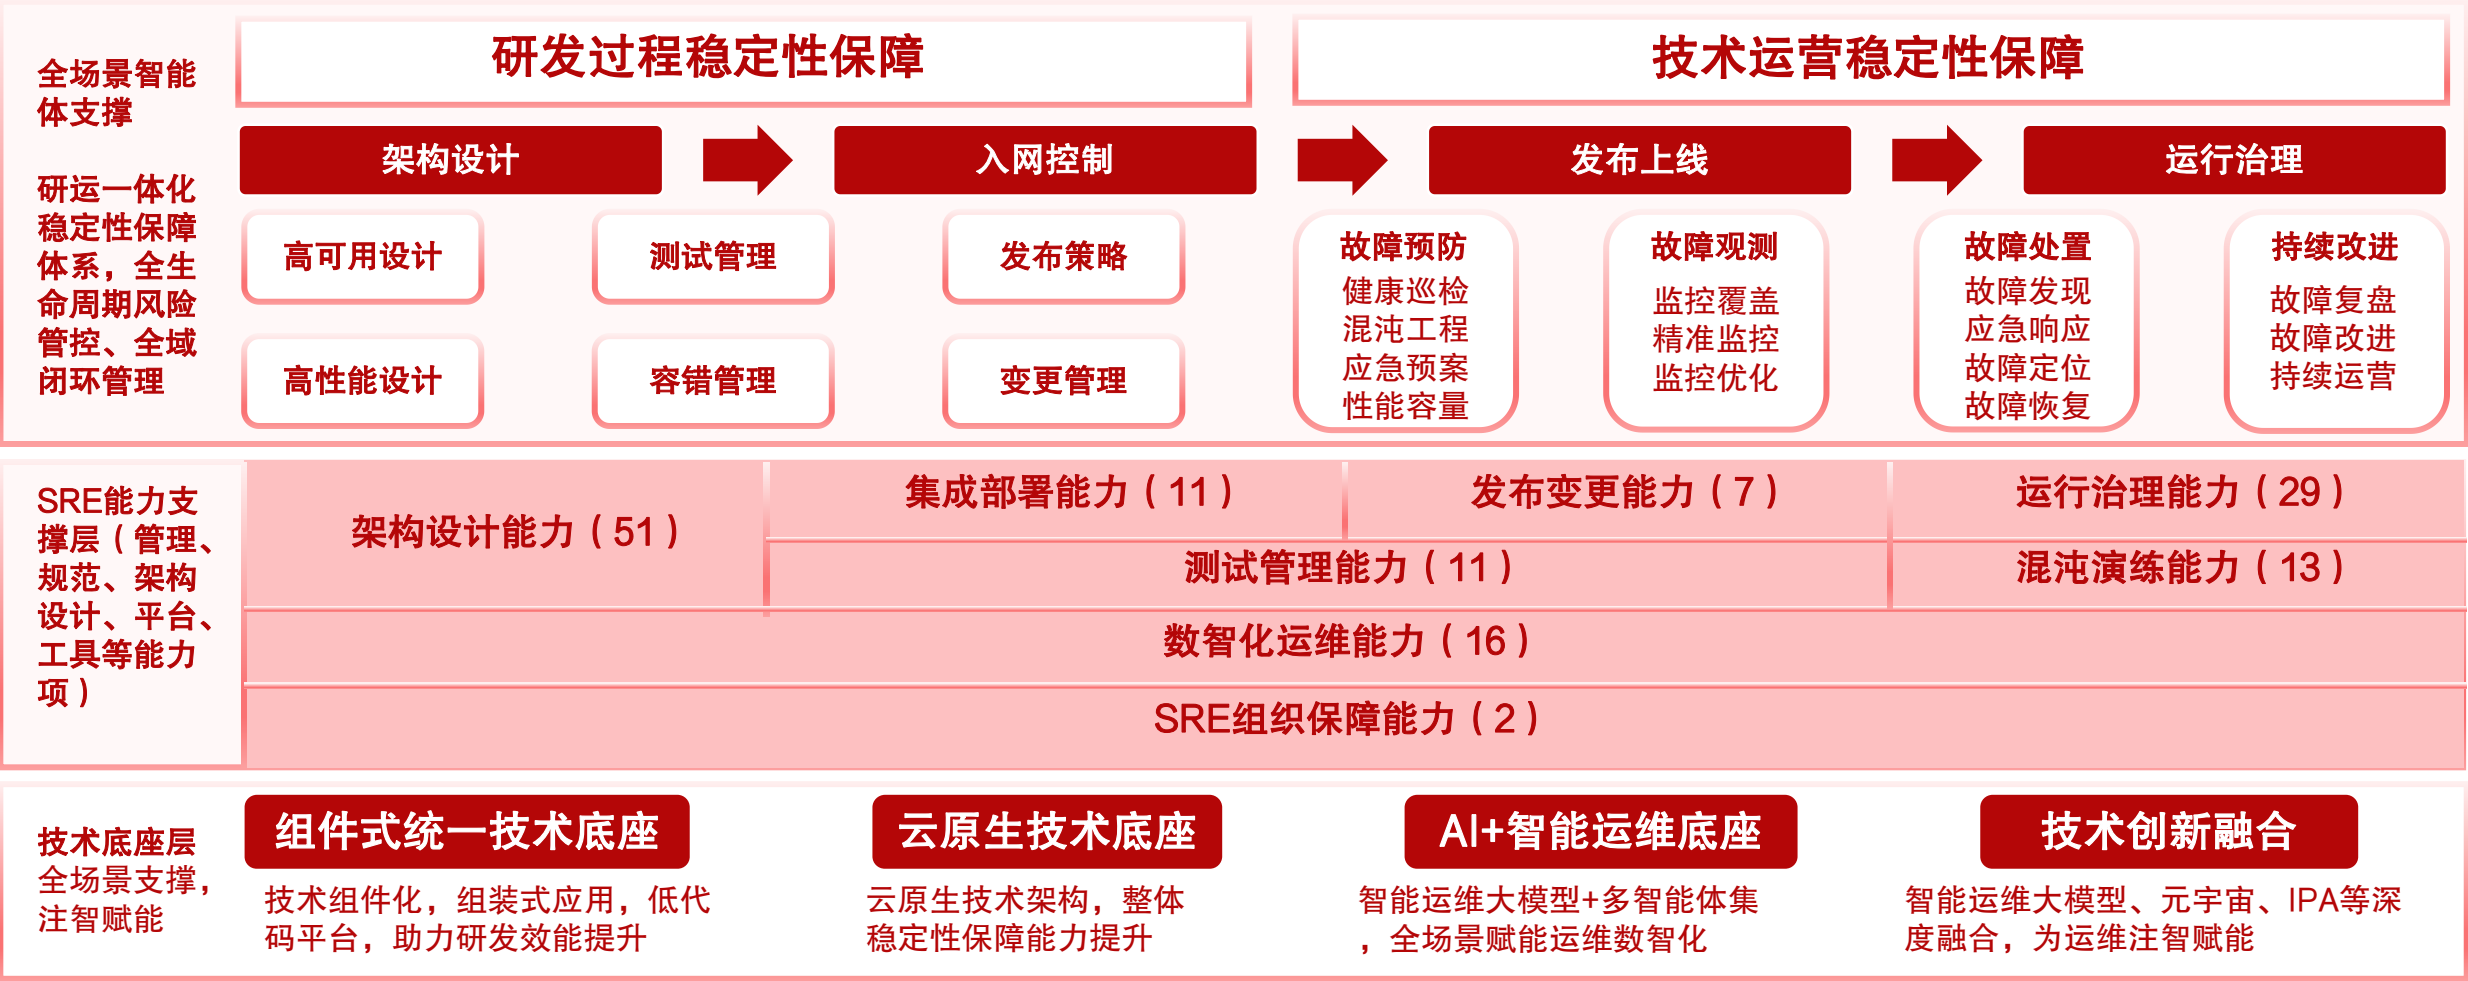 全场景智能
体支撑
研运一体化
稳定性保障
体系，全生
命周期风险
管控、全域
闭环管理
研发过程稳定性保障
技术运营稳定性保障
架构设计
入网控制
发布上线
运行治理
高可用设计
测试管理
发布策略
高性能设计
容错管理
变更管理
故障预防
健康巡检
混沌工程
应急预案
性能容量
故障观测
监控覆盖
精准监控
监控优化
故障处置
故障发现
应急响应
故障定位
故障恢复
持续改进
故障复盘
故障改进
持续运营
SRE能力支
撑层（管理、
规范、架构
设计、平台、
工具等能力
项）
架构设计能力（51）
集成部署能力（11）
发布变更能力（7）
运行治理能力（29）
测试管理能力（11）
混沌演练能力（13）
数智化运维能力（16）
SRE组织保障能力（2）
技术底座层
全场景支撑，
注智赋能
组件式统一技术底座
技术组件化，组装式应用，低代
码平台，助力研发效能提升
云原生技术底座
云原生技术架构，整体
稳定性保障能力提升
AI+智能运维底座
智能运维大模型+多智能体集
，全场景赋能运维数智化
技术创新融合
智能运维大模型、元宇宙、IPA等深
度融合，为运维注智赋能